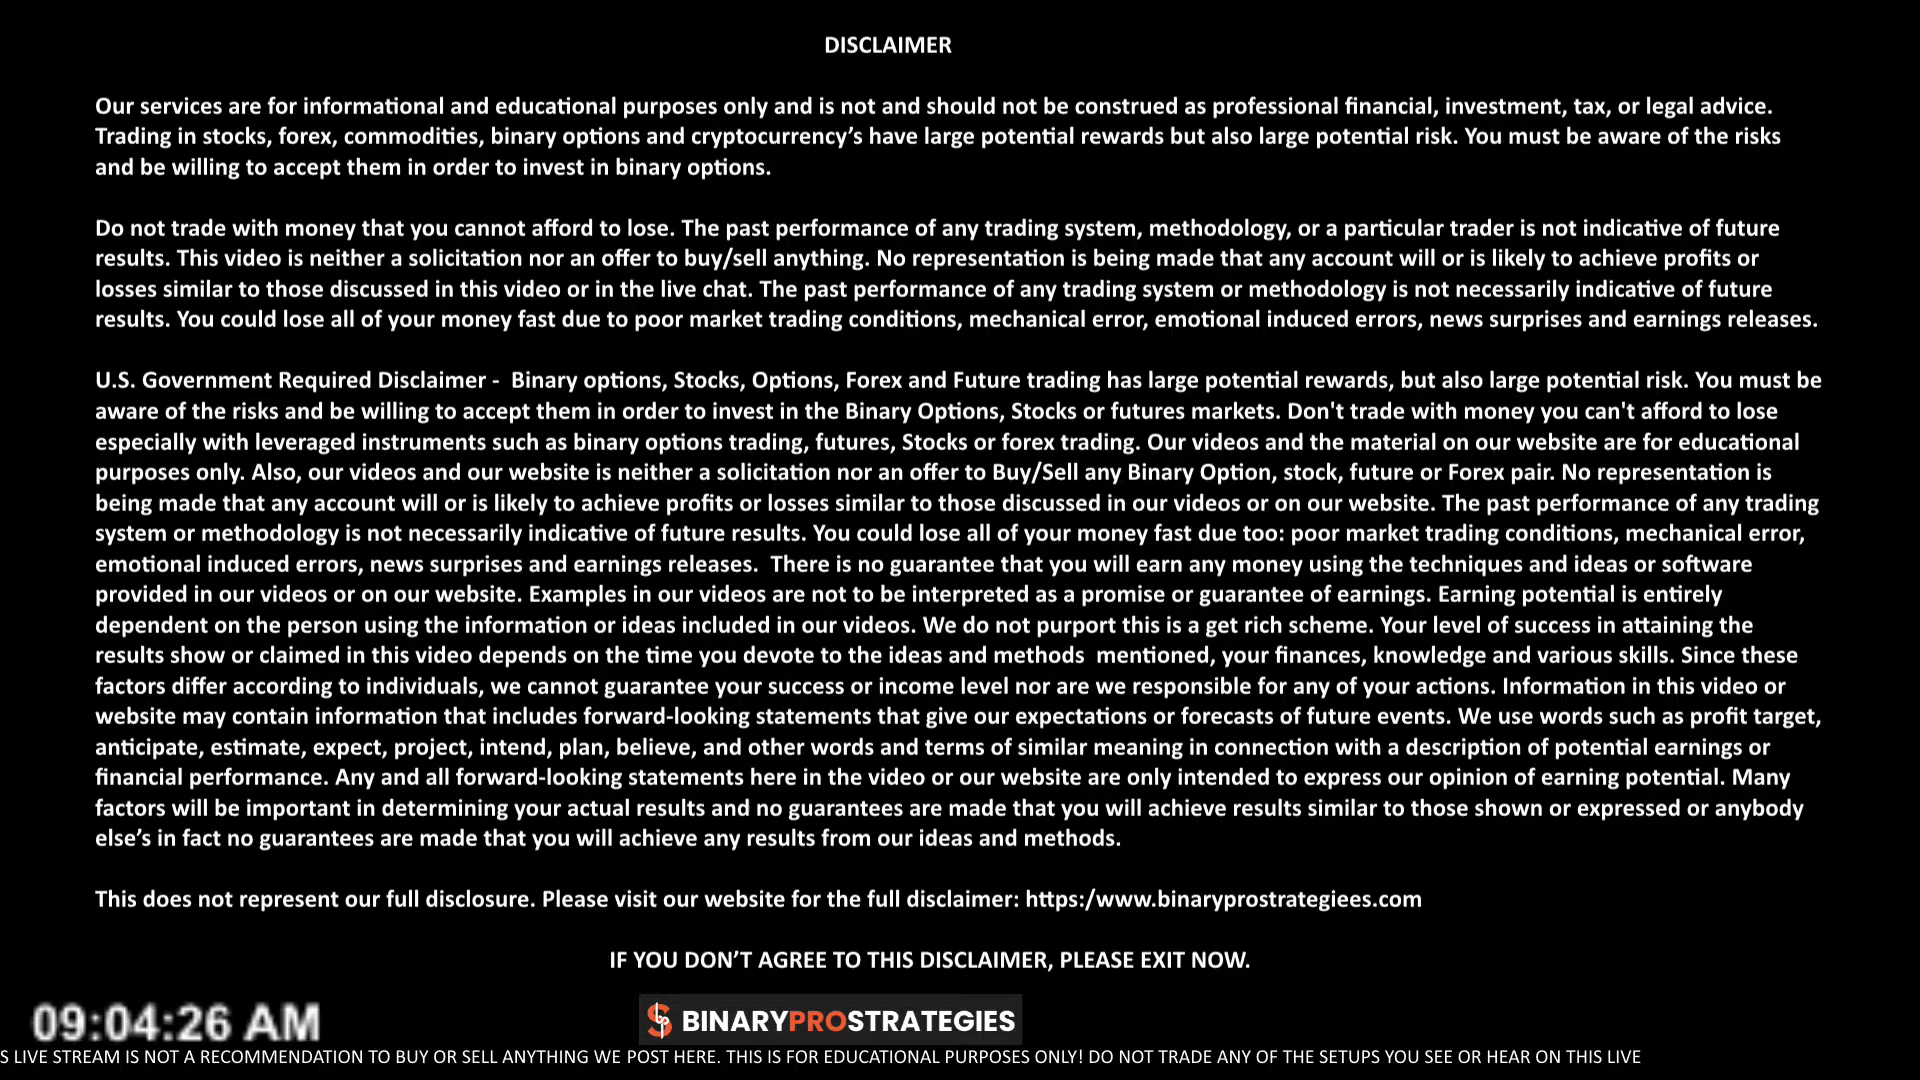 DISCLAIMER
Our services are for informational and educational purposes only and is not and should not be construed as professional financial, investment, tax, or legal advice.
Trading in stocks, forex, commodities, binary options and cryptocurrency’s have large potential rewards but also large potential risk. You must be aware of the risks
and be willing to accept them in order to invest in binary options.
Do not trade with money that you cannot afford to lose. The past performance of any trading system, methodology, or a particular trader is not indicative of future
results. This video is neither a solicitation nor an offer to buy/sell anything. No representation is being made that any account will or is likely to achieve profits or
losses similar to those discussed in this video or in the live chat. The past performance of any trading system or methodology is not necessarily indicative of future
results. You could lose all of your money fast due to poor market trading conditions, mechanical error, emotional induced errors, news surprises and earnings releases.
U.S. Government Required Disclaimer -  Binary options, Stocks, Options, Forex and Future trading has large potential rewards, but also large potential risk. You must be
aware of the risks and be willing to accept them in order to invest in the Binary Options, Stocks or futures markets. Don't trade with money you can't afford to lose
especially with leveraged instruments such as binary options trading, futures, Stocks or forex trading. Our videos and the material on our website are for educational
purposes only. Also, our videos and our website is neither a solicitation nor an offer to Buy/Sell any Binary Option, stock, future or Forex pair. No representation is
being made that any account will or is likely to achieve profits or losses similar to those discussed in our videos or on our website. The past performance of any trading
system or methodology is not necessarily indicative of future results. You could lose all of your money fast due too: poor market trading conditions, mechanical error,
emotional induced errors, news surprises and earnings releases.  There is no guarantee that you will earn any money using the techniques and ideas or software
provided in our videos or on our website. Examples in our videos are not to be interpreted as a promise or guarantee of earnings. Earning potential is entirely
dependent on the person using the information or ideas included in our videos. We do not purport this is a get rich scheme. Your level of success in attaining the
results show or claimed in this video depends on the time you devote to the ideas and methods  mentioned, your finances, knowledge and various skills. Since these
factors differ according to individuals, we cannot guarantee your success or income level nor are we responsible for any of your actions. Information in this video or
website may contain information that includes forward-looking statements that give our expectations or forecasts of future events. We use words such as profit target,
anticipate, estimate, expect, project, intend, plan, believe, and other words and terms of similar meaning in connection with a description of potential earnings or
financial performance. Any and all forward-looking statements here in the video or our website are only intended to express our opinion of earning potential. Many
factors will be important in determining your actual results and no guarantees are made that you will achieve results similar to those shown or expressed or anybody
else’s in fact no guarantees are made that you will achieve any results from our ideas and methods.
This does not represent our full disclosure. Please visit our website for the full disclaimer: https:/www.binaryprostrategiees.com
IF YOU DON’T AGREE TO THIS DISCLAIMER, PLEASE EXIT NOW.
09:04:26 AM
BINARYPROSTRATEGIES
S LIVE STREAM IS NOT A RECOMMENDATION TO BUY OR SELL ANYTHING WE POST HERE. THIS IS FOR EDUCATIONAL PURPOSES ONLY! DO NOT TRADE ANY OF THE SETUPS YOU SEE OR HEAR ON THIS LIVE